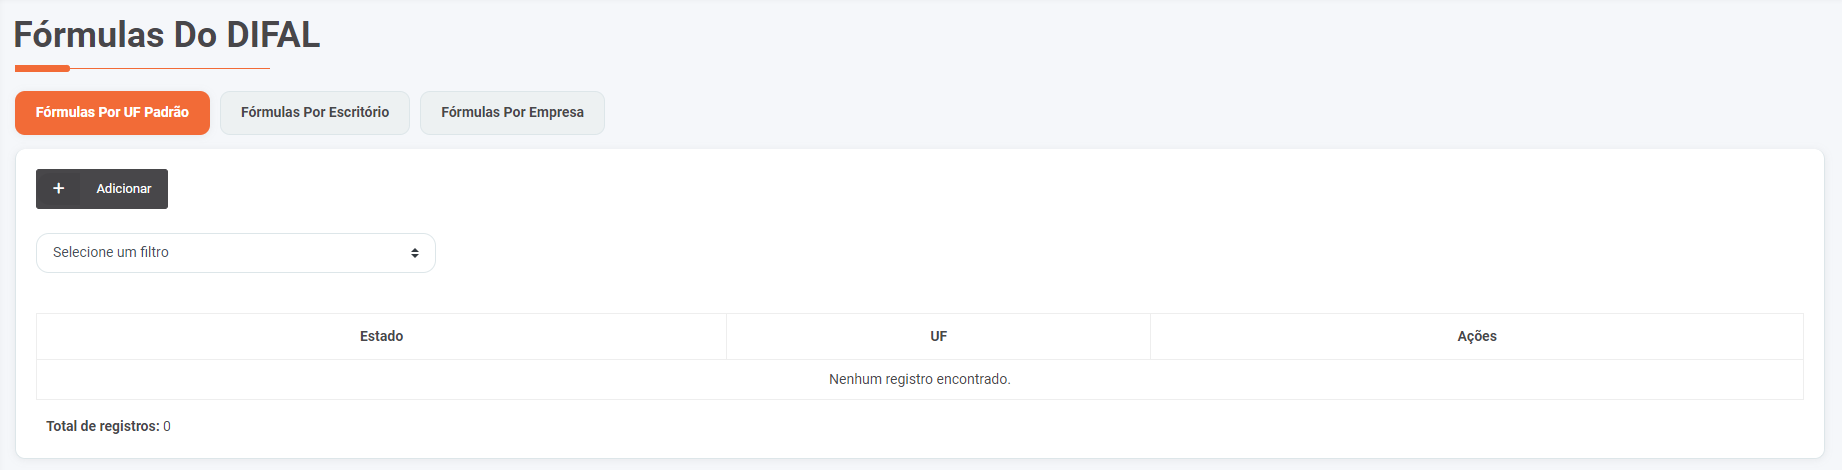 Fórmulas Do DIFAL
Fórmulas Por UF Padrão Fórmulas Por Escritório Fórmulas Por Empresa
Adicionar
Selecione um filtro
Estado UF Ações
Nenhum registro encontrado.
Total de registros: 0